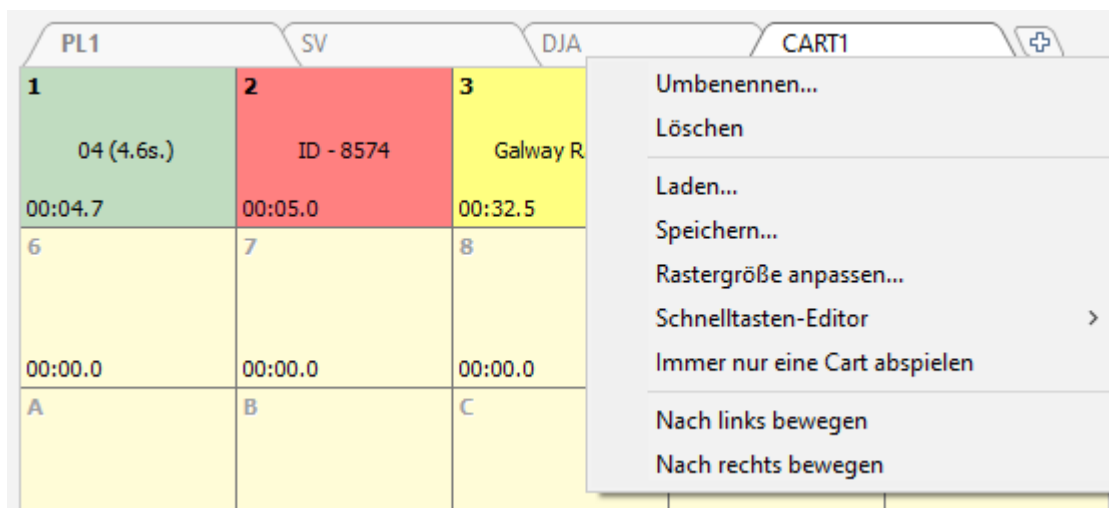 PL1 SV DJA CART1
1 2 3
04 (4.6s.) ID - 8574 Galway R
00:04.7 00:05.0 00:32.5
6 7 8
00:00.0 00:00.0 00:00.0
A B C
Umbenennen...
Löschen
Laden...
Speichern...
Rastergröße anpassen...
Schnelltasten-Editor
Immer nur eine Cart abspielen
Nach links bewegen
Nach rechts bewegen